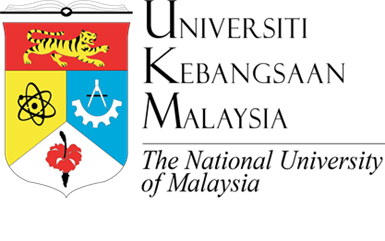 UNIVERSITI
KEBANGSAAN
MALAYSIA
The National University
of Malaysia